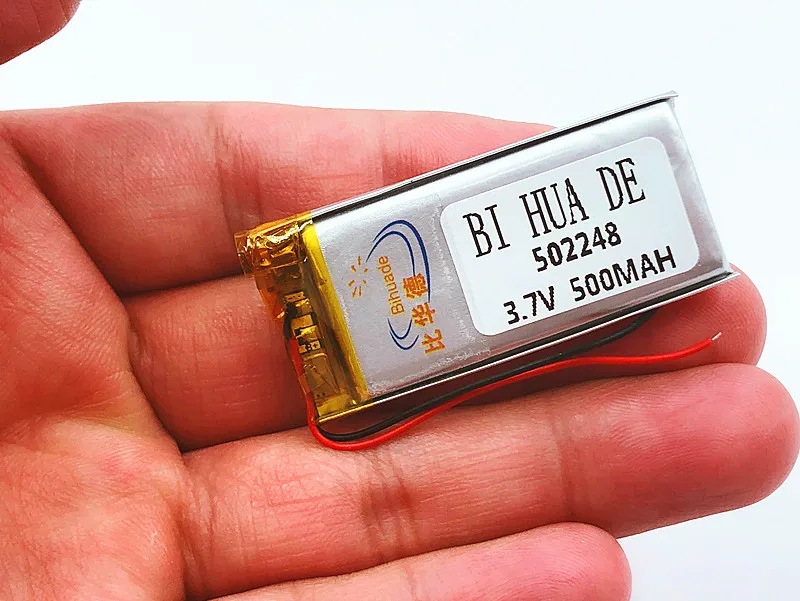 BI HUA DE
502248
3.7V 500MAH
Bihuade
比华德